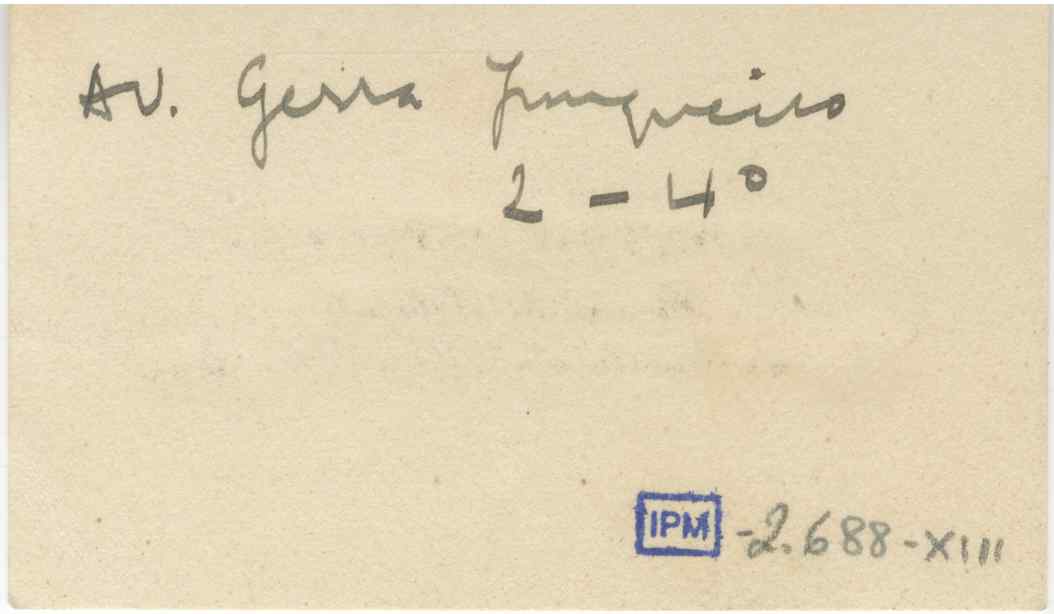 Av. Gerra Junqueiro
2 - 4º
IPM -2.688-XIII